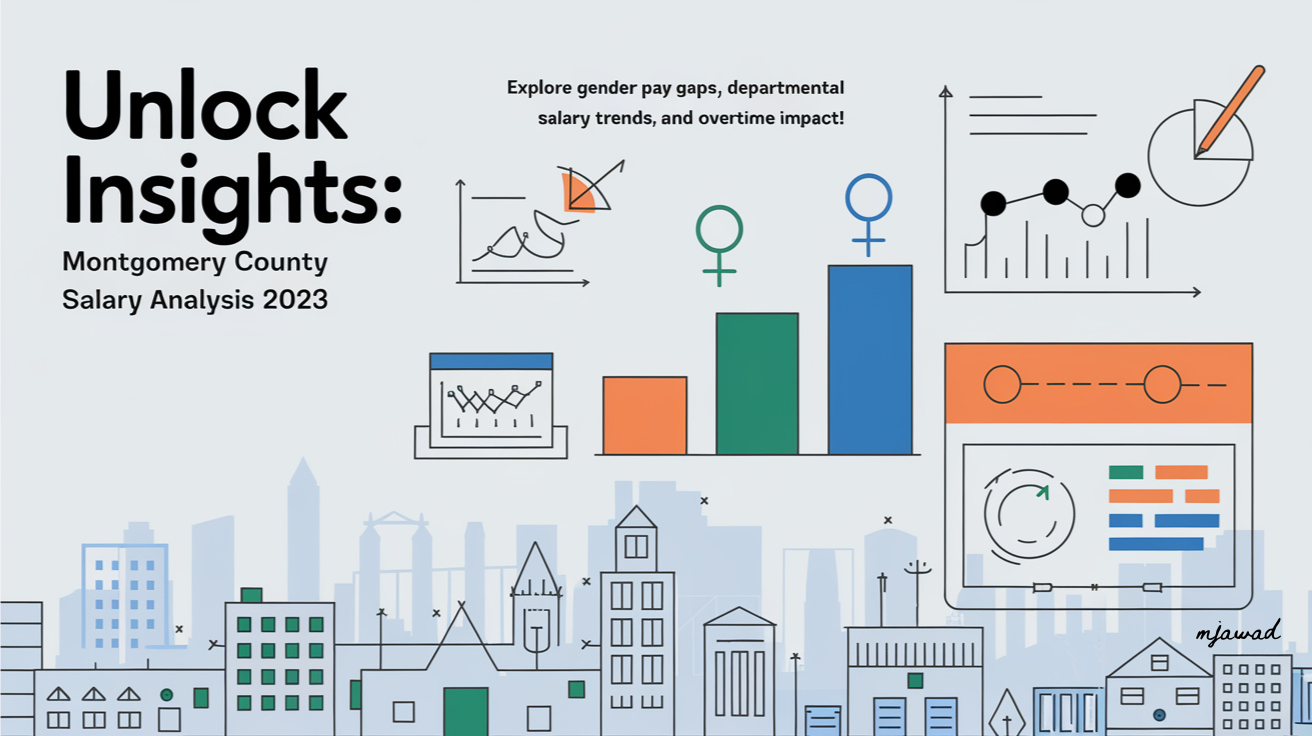 Unlock
Insights:
Montgomery County
Salary Analysis 2023
Explore gender pay gaps, departmental
salary trends, and overtime impact!
mjawad